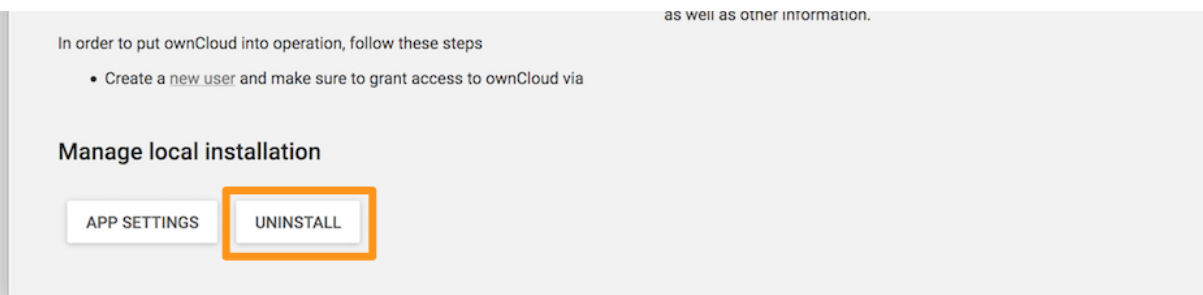 as well as other information.
In order to put ownCloud into operation, follow these steps
• Create a new user and make sure to grant access to ownCloud via
Manage local installation
APP SETTINGS
UNINSTALL